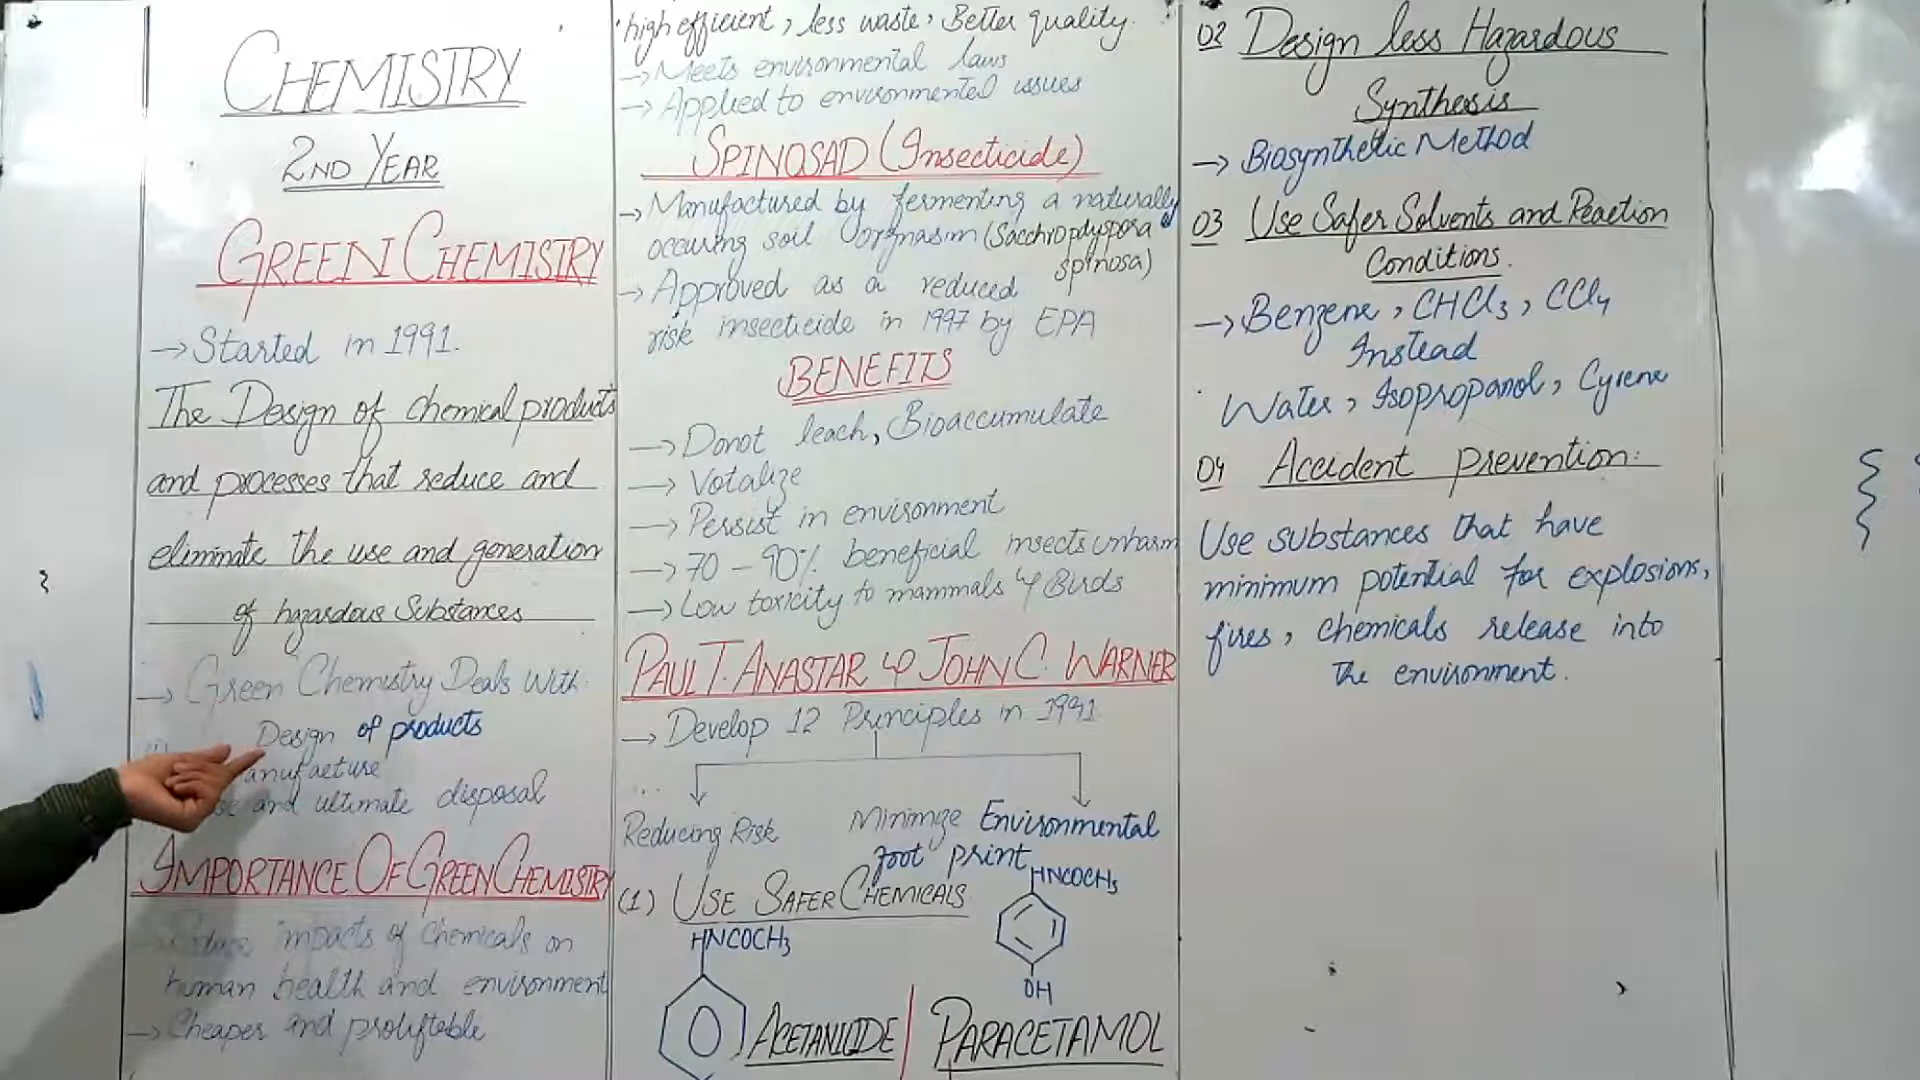 CHEMISTRY
2ND YEAR
GREEN CHEMISTRY
→ Started in 1991.
The Design of chemical products
and processes that reduce and
eliminate the use and generation
of hazardous Substances
→ Green Chemistry Deals with
Design of products
anufacture
se and ultimate disposal
IMPORTANCE OF GREEN CHEMISTRY
impacts of chemicals on
human health and environment
→ Cheaper and profiftable
high efficient, less waste, Better quality.
→ Meets environmental laws
→ Applied to environmental issues
SPINOSAD (Insecticide)
→ Manufactured by fermenting a naturally
occuring soil orgnasim (Sacchropdyspora
spinosa)
→ Approved as a reduced
risk insecticide in 1997 by EPA
BENEFITS
→ Donot leach, Bioaccumulate
→ Votalize
→ Persist in environment
→ 70 - 90% beneficial insects unharm
→ Low toxicity to mammals & Birds
PAUL T. ANASTAR & JOHN C. WARNER
→ Develop 12 Principles in 1991
Reducing Risk
Minimize Environmental
foot print
(1) USE SAFER CHEMICALS
HNCOCH3
HNCOCH3
OH
ACETANILIDE
PARACETAMOL
02 Design less Hazardous
Synthesis
→ Biosynthetic Method
03 Use Safer Solvents and Reaction
Conditions.
→ Benzene, CHCl3, CCl4
Instead
Water, Isopropanol, Cyrene
04 Accident prevention:
Use substances that have
minimum potential for explosions,
fires, chemicals release into
the environment.